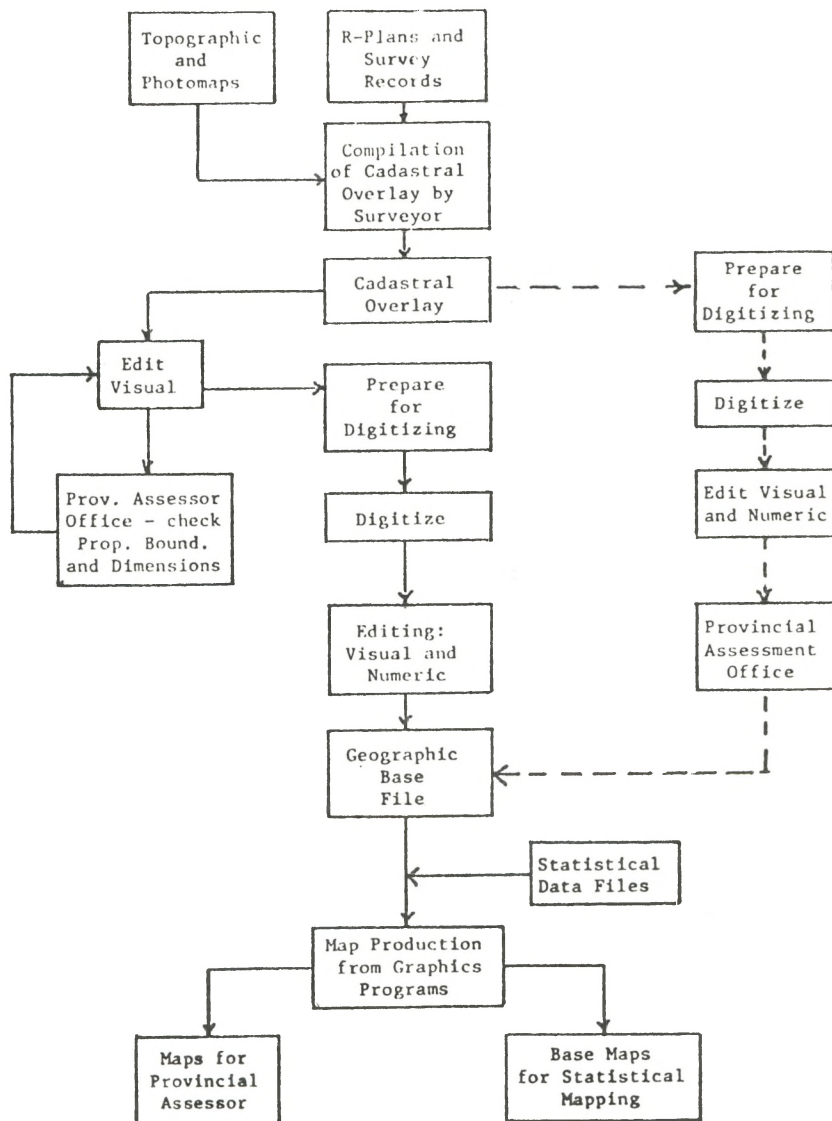 Topographic
and
Photomaps
R-Plans and
Survey
Records
Compilation
of Cadastral
Overlay by
Surveyor
Cadastral
Overlay
Prepare
for
Digitizing
Edit
Visual
Prepare
for
Digitizing
Digitize
Prov. Assessor
Office - check
Prop. Bound.
and Dimensions
Digitize
Edit Visual
and Numeric
Editing:
Visual and
Numeric
Provincial
Assessment
Office
Geographic
Base
File
Statistical
Data Files
Map Production
from Graphics
Programs
Maps for
Provincial
Assessor
Base Maps
for Statistical
Mapping